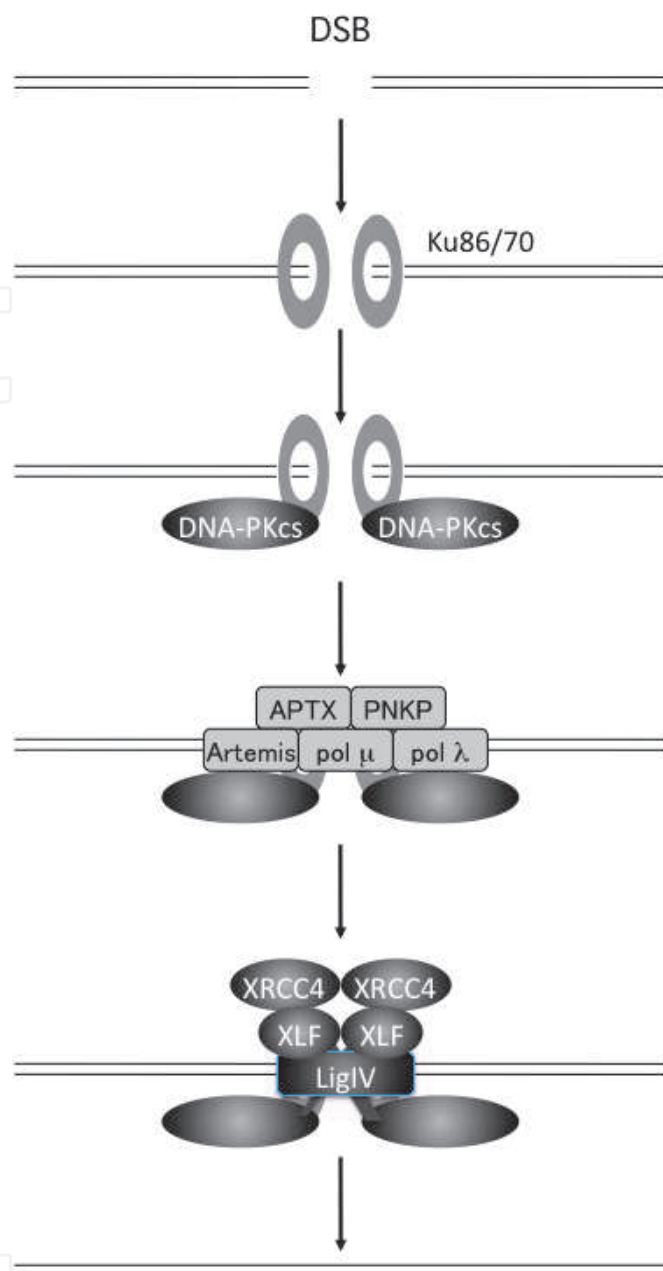 DSB
Ku86/70
DNA-PKcs DNA-PKcs
APTX PNKP
Artemis pol μ pol λ
XRCC4 XRCC4
XLF XLF
LigIV